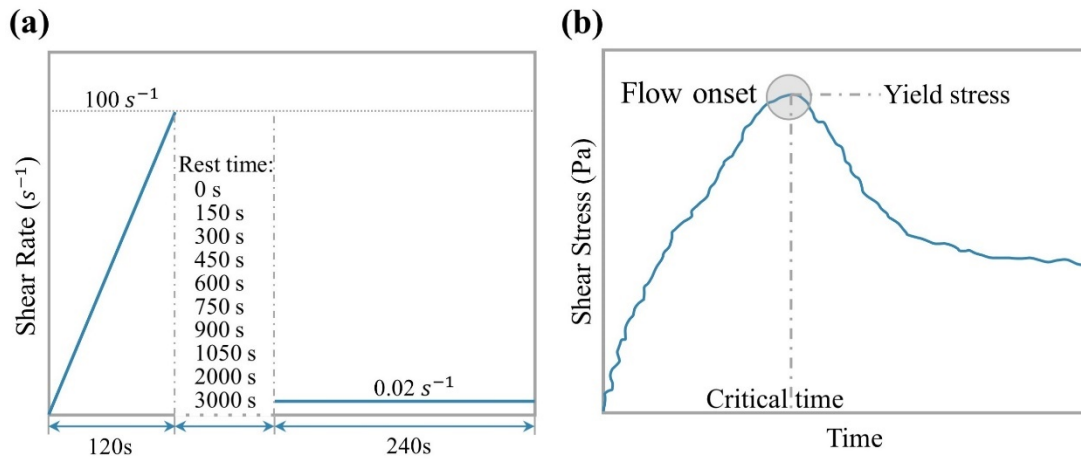 (a)
100 s⁻¹
Shear Rate (s⁻¹)
Rest time:
0 s
150 s
300 s
450 s
600 s
750 s
900 s
1050 s
2000 s
3000 s
0.02 s⁻¹
120s
240s
(b)
Flow onset
Yield stress
Shear Stress (Pa)
Critical time
Time